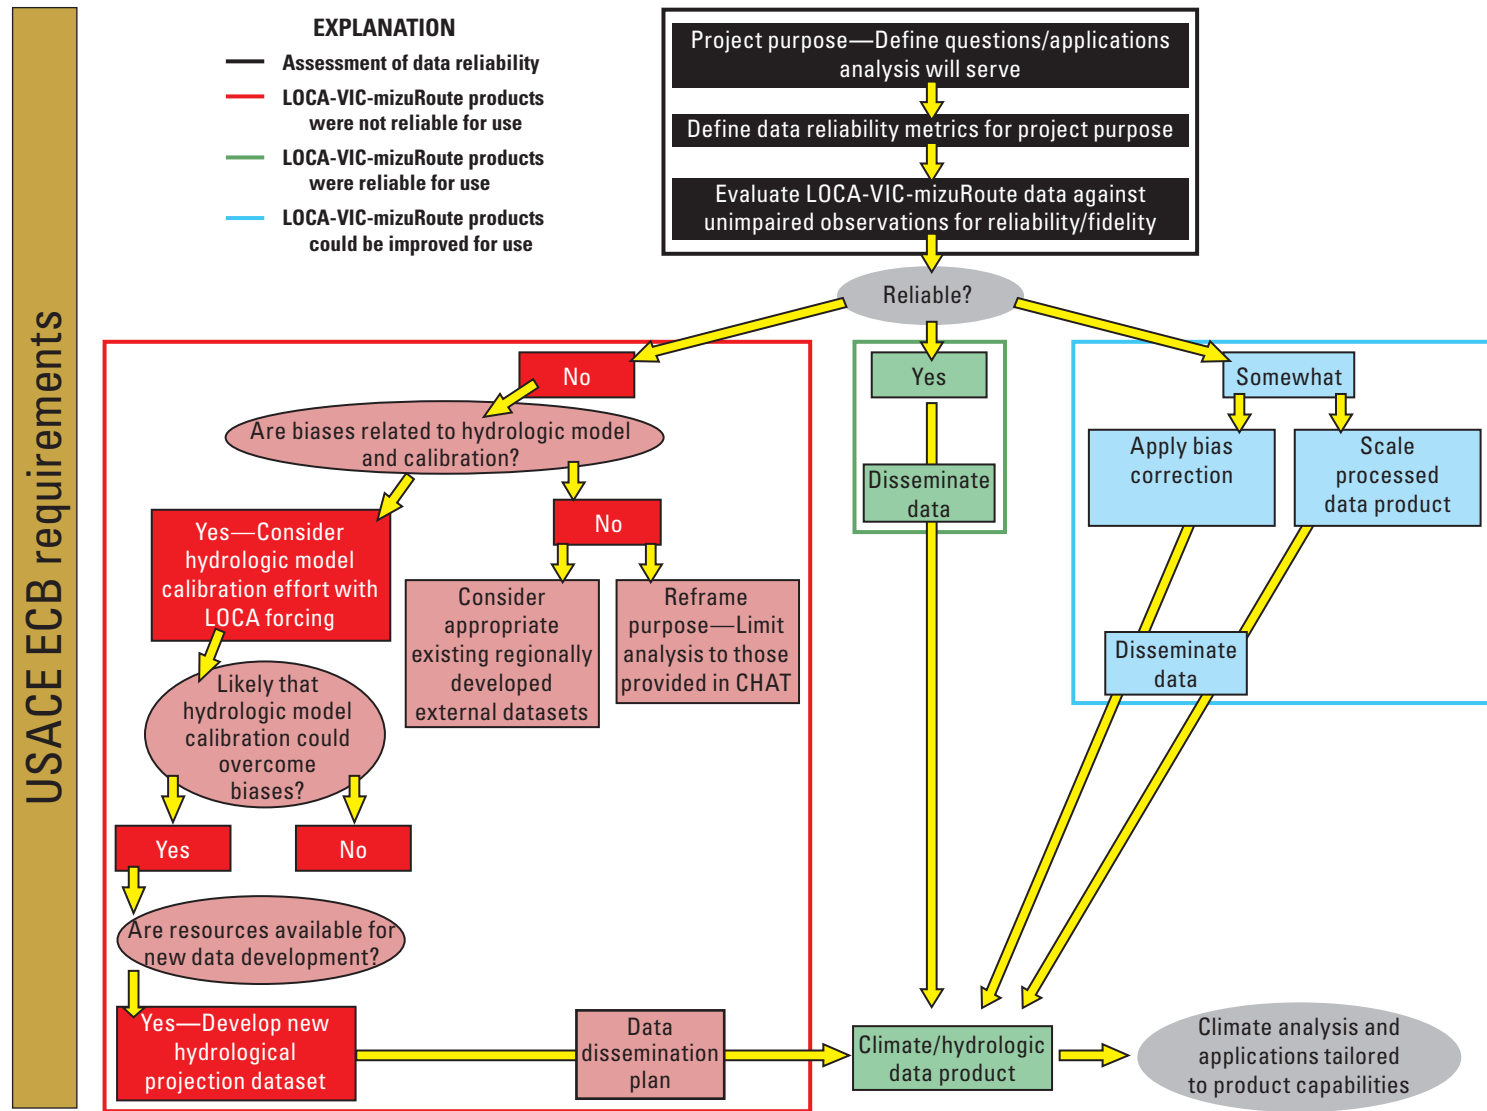 USACE ECB requirements
EXPLANATION
Assessment of data reliability
LOCA-VIC-mizuRoute products
were not reliable for use
LOCA-VIC-mizuRoute products
were reliable for use
LOCA-VIC-mizuRoute products
could be improved for use
Project purpose—Define questions/applications
analysis will serve
Define data reliability metrics for project purpose
Evaluate LOCA-VIC-mizuRoute data against
unimpaired observations for reliability/fidelity
Reliable?
No
Yes
Somewhat
Are biases related to hydrologic model
and calibration?
Apply bias
correction
Scale
processed
data product
Disseminate
data
Yes—Consider
hydrologic model
calibration effort with
LOCA forcing
No
Consider
appropriate
existing regionally
developed
external datasets
Reframe
purpose—Limit
analysis to those
provided in CHAT
Disseminate
data
Likely that
hydrologic model
calibration could
overcome
biases?
Yes
No
Are resources available for
new data development?
Yes—Develop new
hydrological
projection dataset
Data
dissemination
plan
Climate/hydrologic
data product
Climate analysis and
applications tailored
to product capabilities